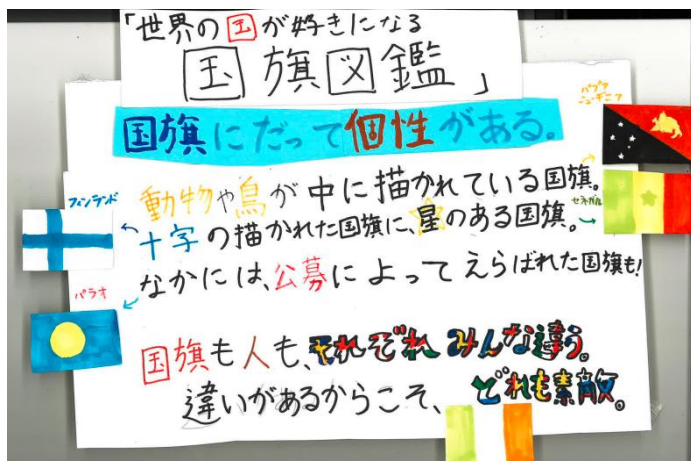 「世界の国が好きになる
国旗図鑑」
国旗にだって個性がある。
パプアニューギニア
動物や鳥が中に描かれている国旗。
フィンランド
セネガル
十字の描かれた国旗に、星のある国旗。
なかには、公募によってえらばれた国旗も!
パラオ
国旗も人も、それぞれみんな違う。
違いがあるからこそ、どれも素敵。